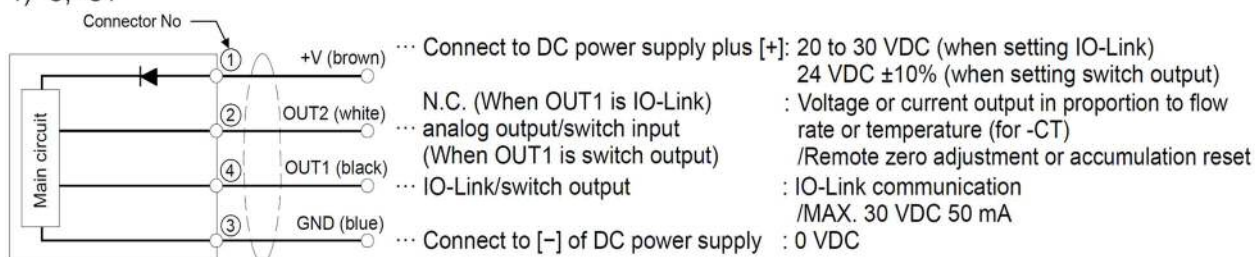 Connector No
① +V (brown) ··· Connect to DC power supply plus [+]: 20 to 30 VDC (when setting IO-Link)
24 VDC ±10% (when setting switch output)
② OUT2 (white) ··· N.C. (When OUT1 is IO-Link)
analog output/switch input
(When OUT1 is switch output)
: Voltage or current output in proportion to flow
rate or temperature (for -CT)
/Remote zero adjustment or accumulation reset
④ OUT1 (black) ··· IO-Link/switch output : IO-Link communication
/MAX. 30 VDC 50 mA
③ GND (blue) ··· Connect to [−] of DC power supply : 0 VDC
Main circuit